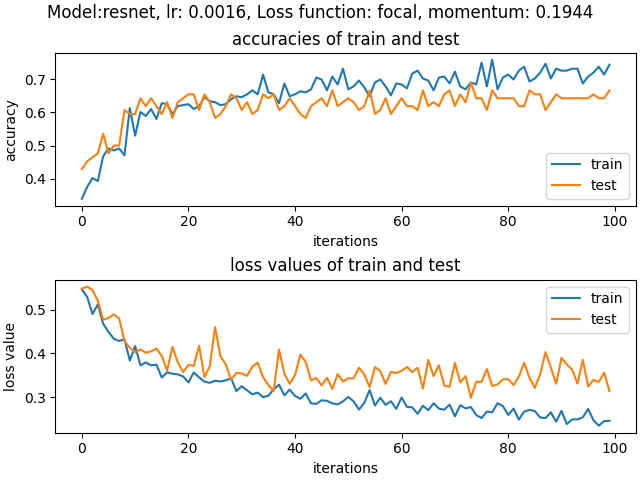 Model:resnet, lr: 0.0016, Loss function: focal, momentum: 0.1944
accuracies of train and test
0.7
0.6
0.5
0.4
accuracy
0
20
40
60
80
100
iterations
train
test
loss values of train and test
0.5
0.4
0.3
loss value
0
20
40
60
80
100
iterations
train
test